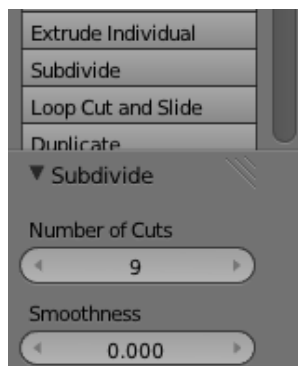 Extrude Individual
Subdivide
Loop Cut and Slide
Duplicate
Subdivide
Number of Cuts
9
Smoothness
0.000